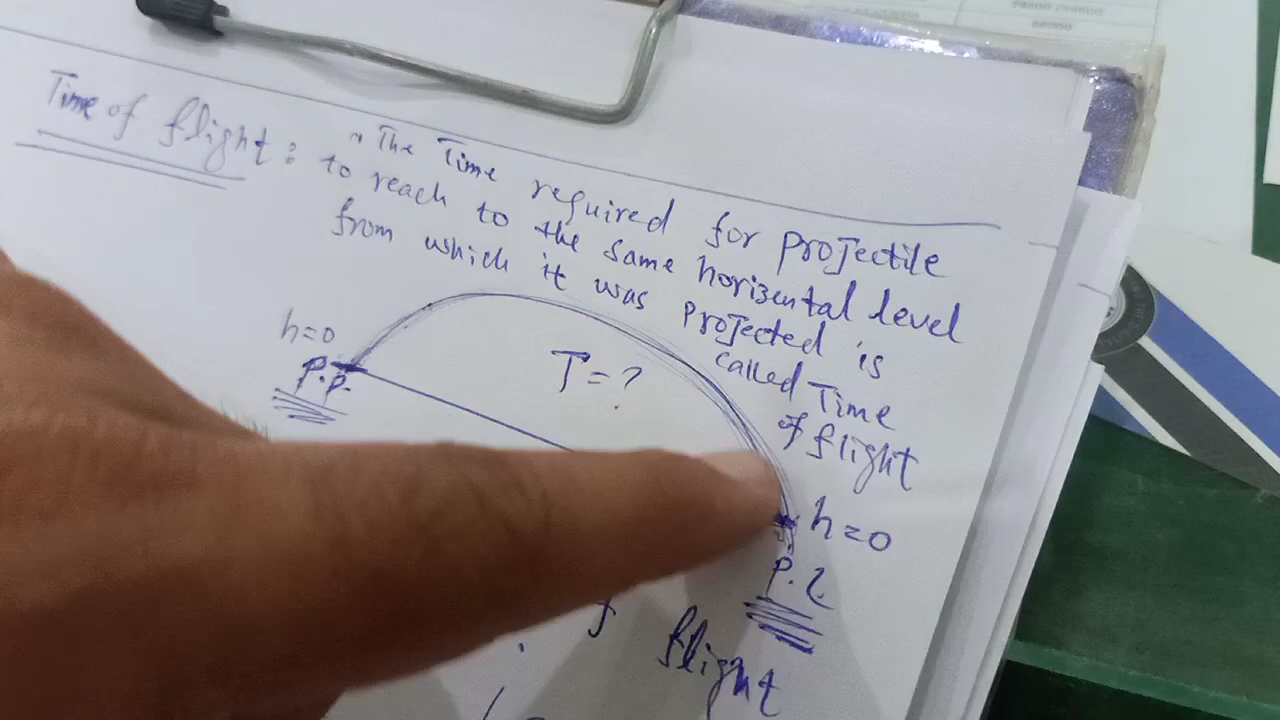 Time of flight: "The Time required for projectile
to reach to the same horizental level
from which it was projected is
called Time
of flight
h=0
P.P.
T=?
h=0
P.L
flight